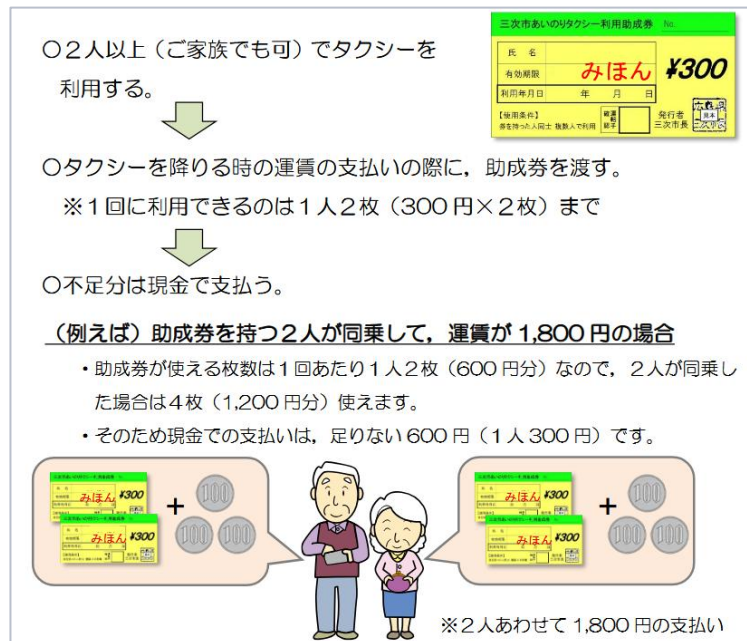 三次市あいのりタクシー利用助成券 No.
氏 名
有効期限
みほん
¥300
利用年月日 年 月 日
【使用条件】
券を持った人同士 複数人で利用
発行者
三次市長
見本
○2人以上（ご家族でも可）でタクシーを
利用する。
○タクシーを降りる時の運賃の支払いの際に，助成券を渡す。
※1回に利用できるのは1人2枚（300円×2枚）まで
○不足分は現金で支払う。
（例えば）助成券を持つ2人が同乗して，運賃が1,800円の場合
・助成券が使える枚数は1回あたり1人2枚（600円分）なので，2人が同乗し
た場合は4枚（1,200円分）使えます。
・そのため現金での支払いは，足りない600円（1人300円）です。
みほん ¥300
みほん ¥300
+
100
100 100
みほん ¥300
みほん ¥300
+
100
100 100
※2人あわせて1,800円の支払い